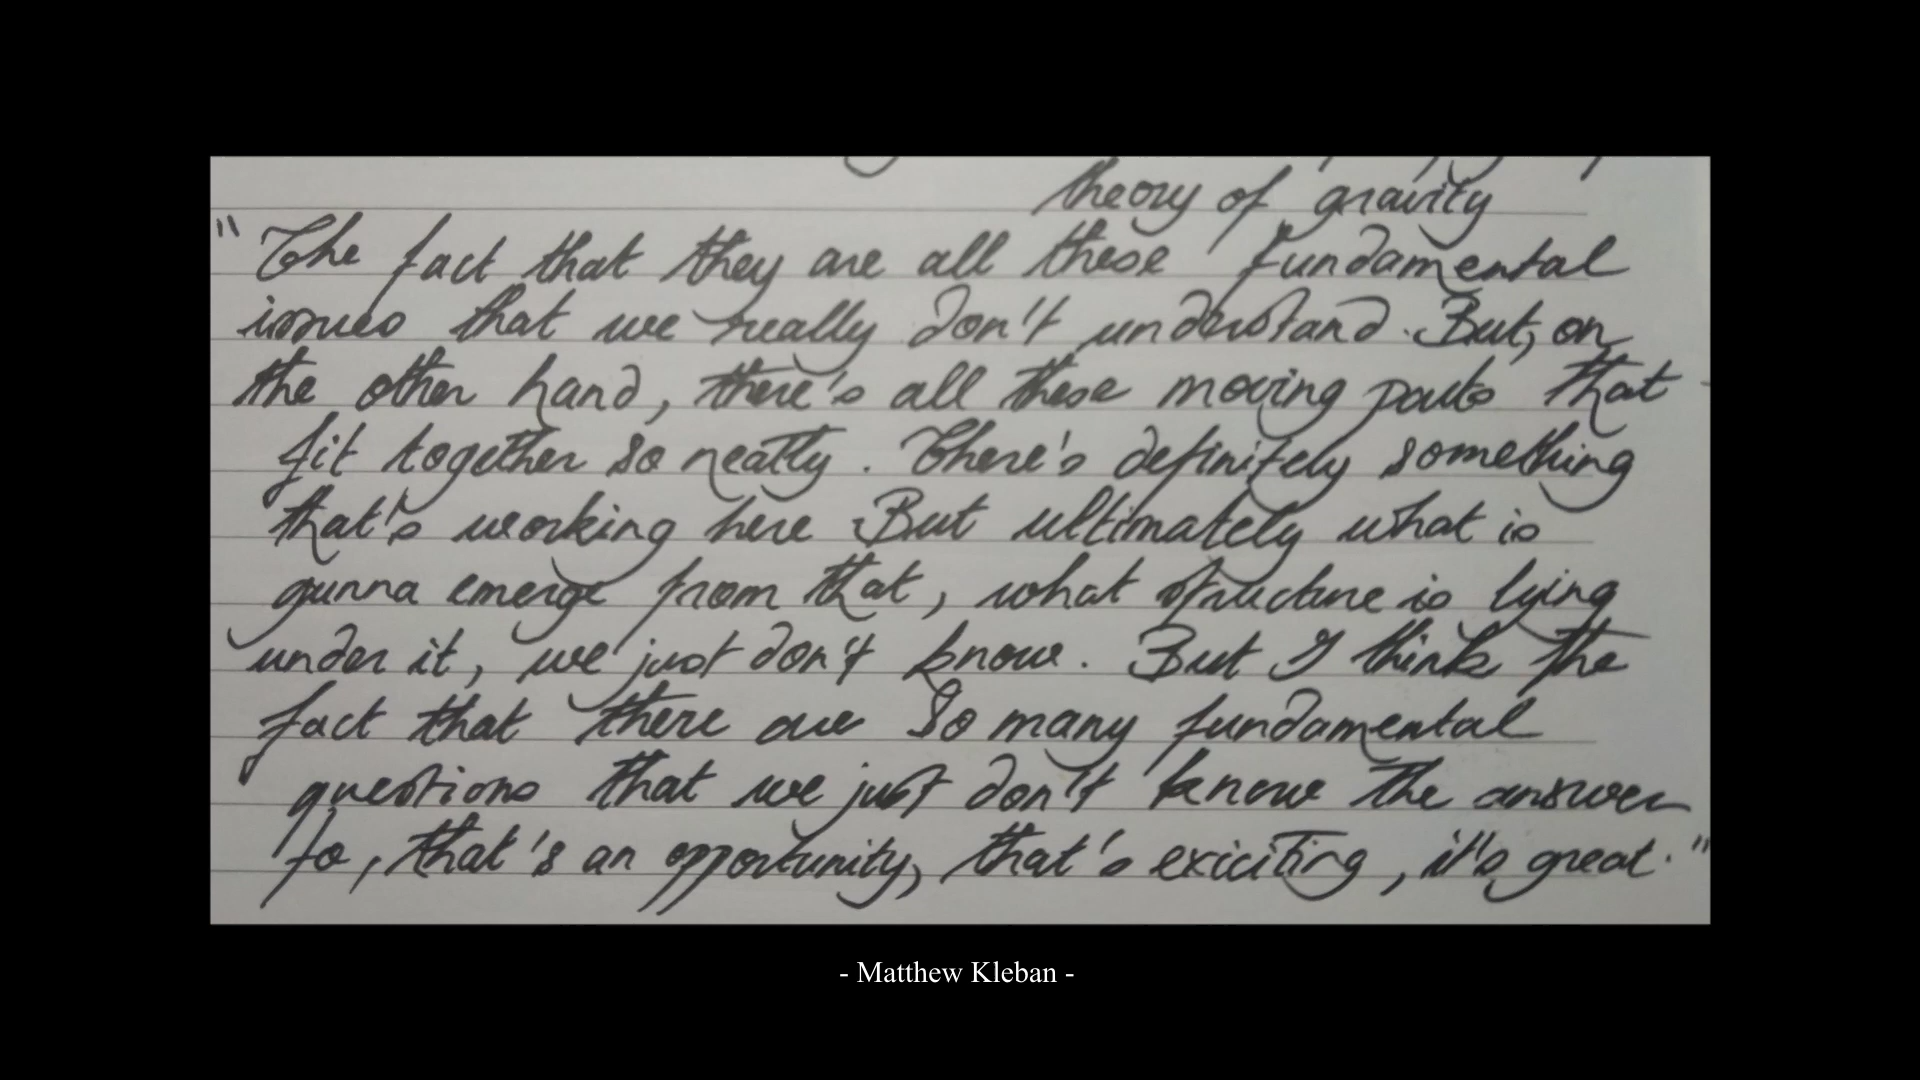 theory of gravity
"The fact that they are all these fundamental
issues that we really don't understand. But, on
the other hand, there's all these moving parts that
fit together so neatly. There's definitely something
that's working here But ultimately what is
gunna emerge from that, what structure is lying
under it, we just don't know. But I think the
fact that there are so many fundamental
questions that we just don't know the answer
to, that's an opportunity, that's exiciting, it's great."
- Matthew Kleban -